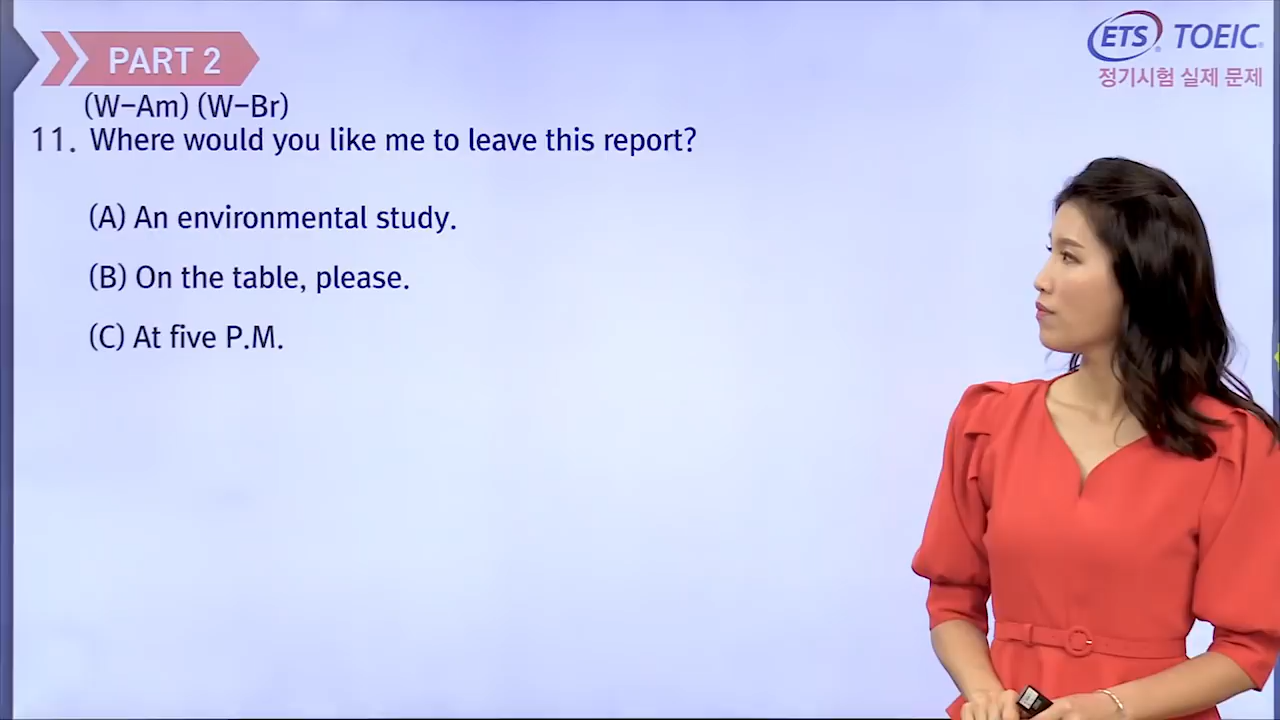 PART 2
ETS TOEIC
정기시험 실제 문제
(W-Am) (W-Br)
11. Where would you like me to leave this report?
(A) An environmental study.
(B) On the table, please.
(C) At five P.M.